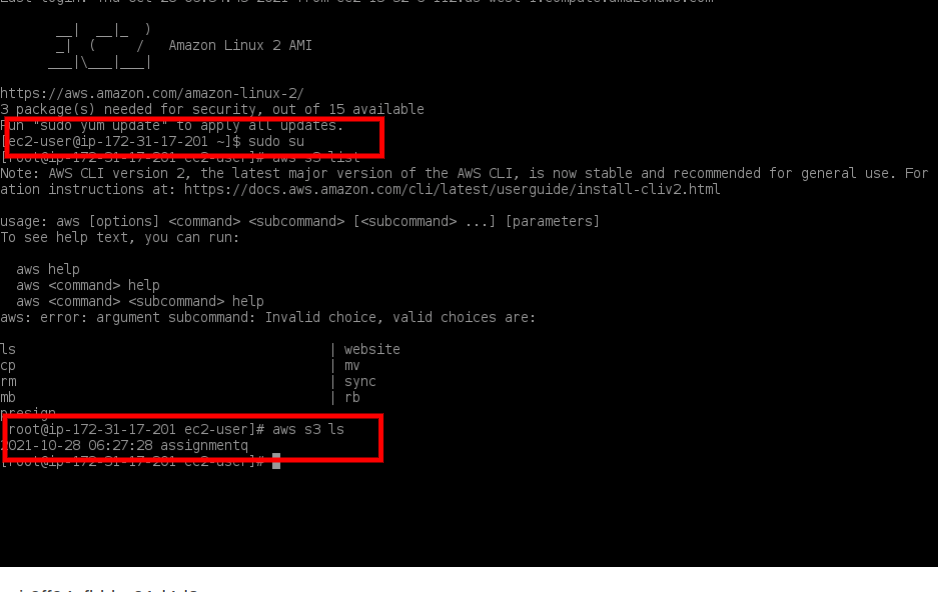 __|  __|_  )
_|  (     /   Amazon Linux 2 AMI
___|\___|___|
https://aws.amazon.com/amazon-linux-2/
3 package(s) needed for security, out of 15 available
Run "sudo yum update" to apply all updates.
[ec2-user@ip-172-31-17-201 ~]$ sudo su
[root@ip-172-31-17-201 ec2-user]# aws s3 list
Note: AWS CLI version 2, the latest major version of the AWS CLI, is now stable and recommended for general use. For
ation instructions at: https://docs.aws.amazon.com/cli/latest/userguide/install-cliv2.html
usage: aws [options] <command> <subcommand> [<subcommand> ...] [parameters]
To see help text, you can run:
aws help
aws <command> help
aws <command> <subcommand> help
aws: error: argument subcommand: Invalid choice, valid choices are:
ls | website
cp | mv
rm | sync
mb | rb
presign
[root@ip-172-31-17-201 ec2-user]# aws s3 ls
2021-10-28 06:27:28 assignmentq
[root@ip-172-31-17-201 ec2-user]#